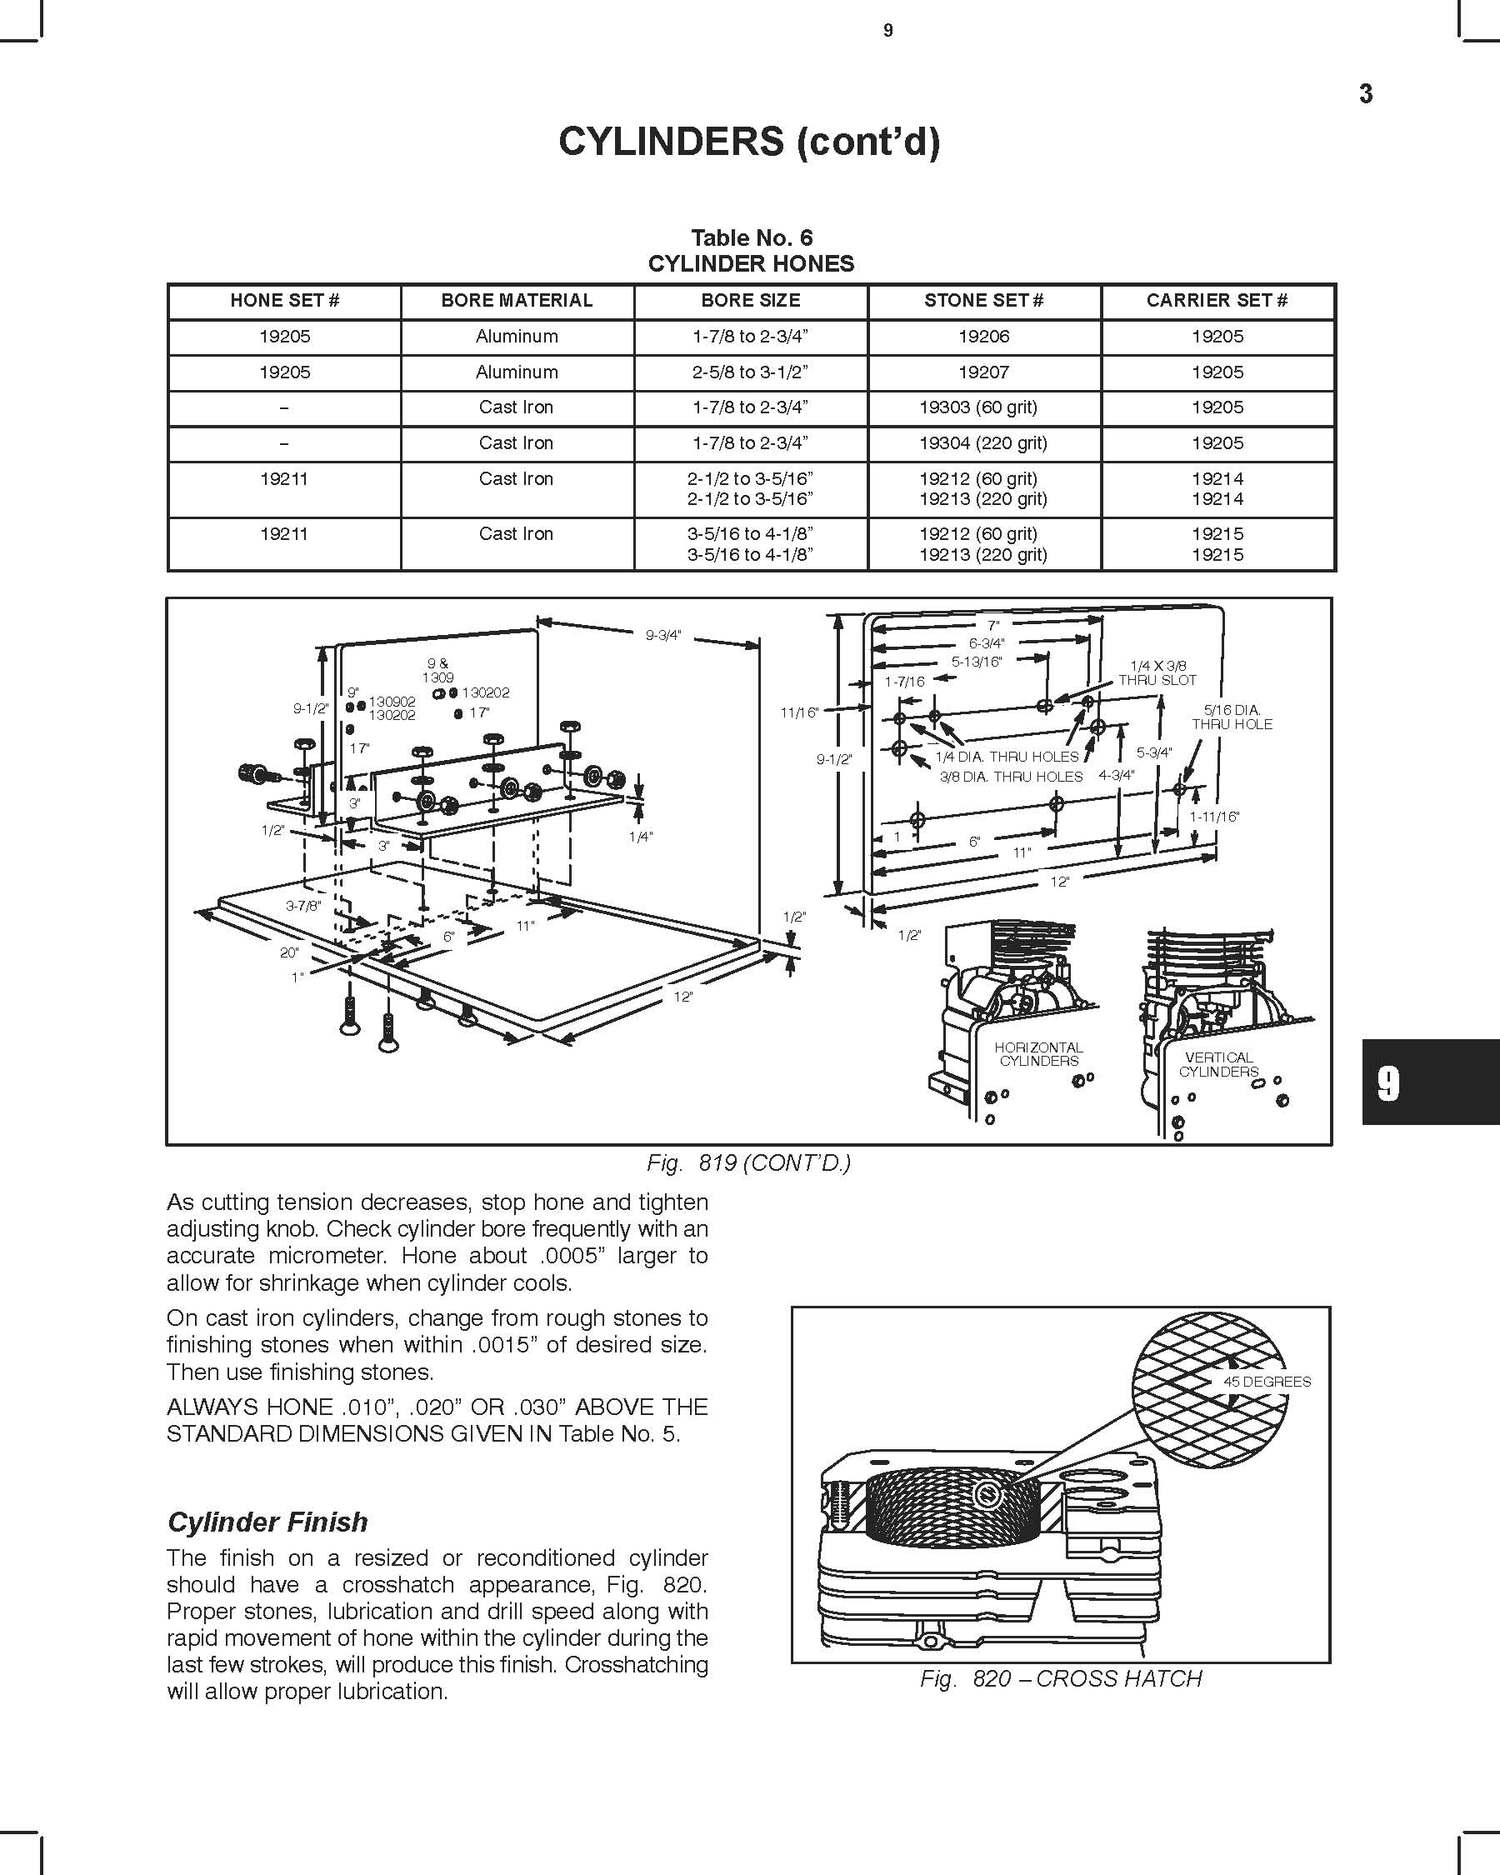 9
3
CYLINDERS (cont’d)
Table No. 6
CYLINDER HONES
HONE SET # BORE MATERIAL BORE SIZE STONE SET # CARRIER SET #
19205 Aluminum 1-7/8 to 2-3/4” 19206 19205
19205 Aluminum 2-5/8 to 3-1/2” 19207 19205
– Cast Iron 1-7/8 to 2-3/4” 19303 (60 grit) 19205
– Cast Iron 1-7/8 to 2-3/4” 19304 (220 grit) 19205
19211 Cast Iron 2-1/2 to 3-5/16” 19212 (60 grit) 19214
2-1/2 to 3-5/16” 19213 (220 grit) 19214
19211 Cast Iron 3-5/16 to 4-1/8” 19212 (60 grit) 19215
3-5/16 to 4-1/8” 19213 (220 grit) 19215
9-3/4"
9 &
1309
130202
9"
130902
130202
17"
9-1/2"
17"
3"
1/2"
3"
1/4"
3-7/8"
11"
6"
20"
1"
12"
1/2"
7"
6-3/4"
5-13/16"
1-7/16
1/4 X 3/8
THRU SLOT
11/16"
5/16 DIA.
THRU HOLE
9-1/2"
1/4 DIA. THRU HOLES
5-3/4"
3/8 DIA. THRU HOLES
4-3/4"
1-11/16"
1
6"
11"
12"
1/2"
HORIZONTAL
CYLINDERS
VERTICAL
CYLINDERS
9
Fig. 819 (CONT’D.)
As cutting tension decreases, stop hone and tighten
adjusting knob. Check cylinder bore frequently with an
accurate micrometer. Hone about .0005” larger to
allow for shrinkage when cylinder cools.
On cast iron cylinders, change from rough stones to
finishing stones when within .0015” of desired size.
Then use finishing stones.
ALWAYS HONE .010”, .020” OR .030” ABOVE THE
STANDARD DIMENSIONS GIVEN IN Table No. 5.
Cylinder Finish
The finish on a resized or reconditioned cylinder
should have a crosshatch appearance, Fig. 820.
Proper stones, lubrication and drill speed along with
rapid movement of hone within the cylinder during the
last few strokes, will produce this finish. Crosshatching
will allow proper lubrication.
45 DEGREES
Fig. 820 – CROSS HATCH